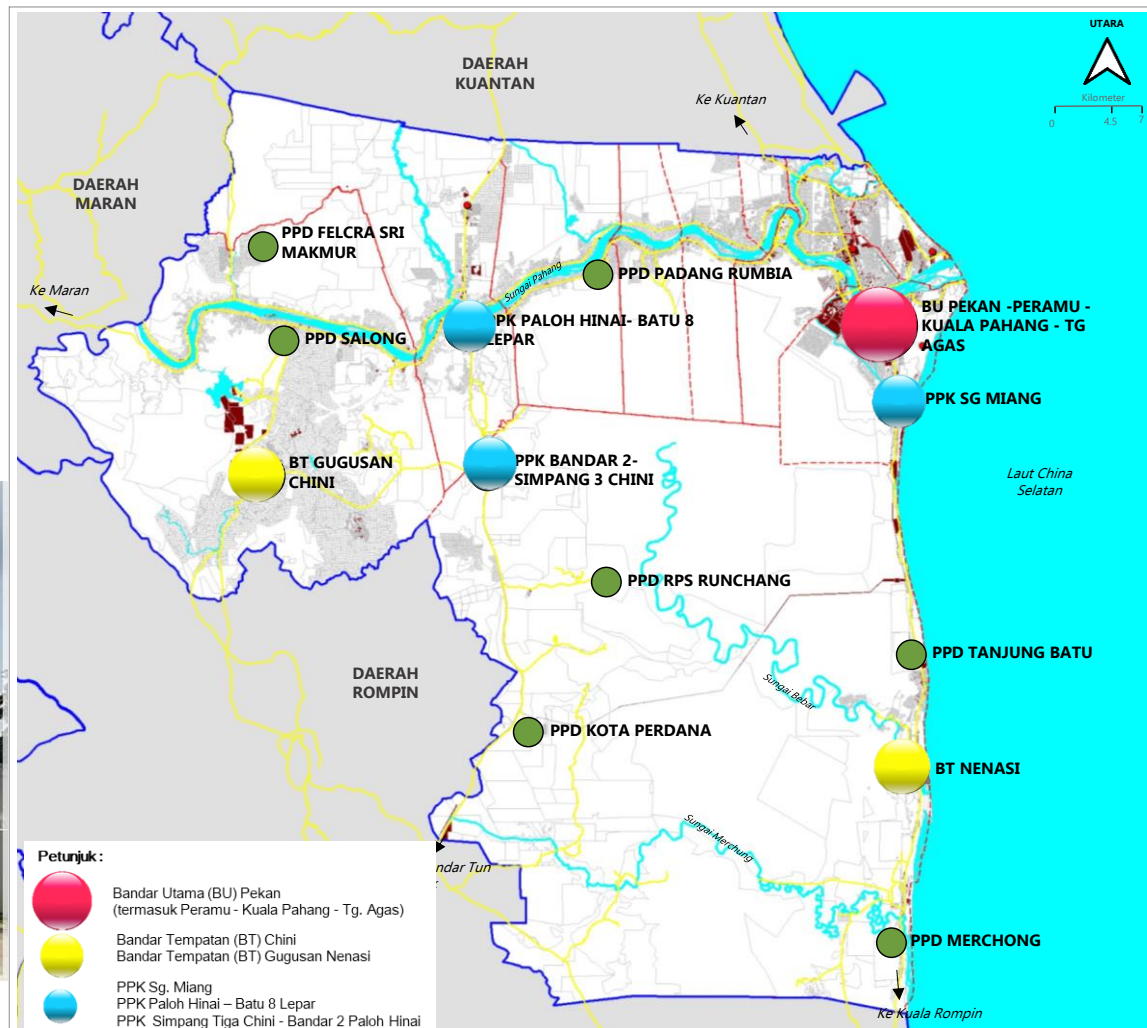 UTARA
Kilometer
0 4.5 7
DAERAH
KUANTAN
Ke Kuantan
DAERAH
MARAN
PPD FELCRA SRI
MAKMUR
Sungai Pahang
PPD PADANG RUMBIA
Ke Maran
BU PEKAN -PERAMU -
KUALA PAHANG - TG
AGAS
PPK PALOH HINAI- BATU 8
LEPAR
PPD SALONG
PPK SG MIANG
BT GUGUSAN
CHINI
PPK BANDAR 2-
SIMPANG 3 CHINI
Laut China
Selatan
PPD RPS RUNCHANG
PPD TANJUNG BATU
DAERAH
ROMPIN
Sungai Bebar
PPD KOTA PERDANA
BT NENASI
Sungai Merchung
ndar Tun
PPD MERCHONG
Ke Kuala Rompin
Petunjuk :
Bandar Utama (BU) Pekan
(termasuk Peramu - Kuala Pahang - Tg. Agas)
Bandar Tempatan (BT) Chini
Bandar Tempatan (BT) Gugusan Nenasi
PPK Sg. Miang
PPK Paloh Hinai – Batu 8 Lepar
PPK Simpang Tiga Chini - Bandar 2 Paloh Hinai